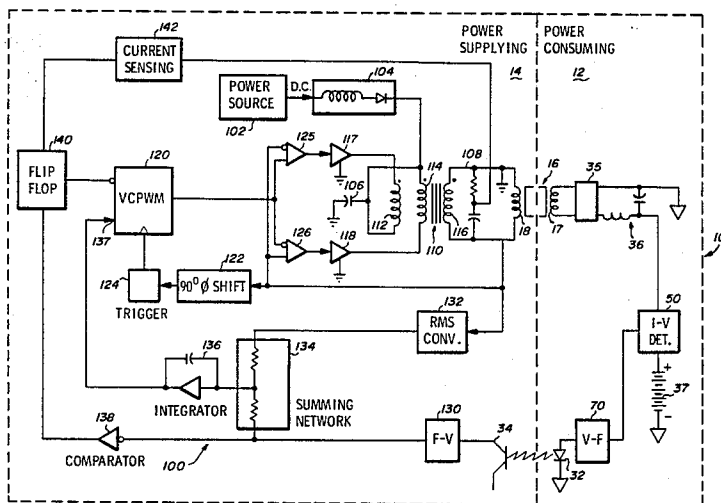 142
CURRENT
SENSING
POWER
SUPPLYING
14
POWER
CONSUMING
12
104
POWER
SOURCE
102
D.C.
140
FLIP
FLOP
120
VCPWM
137
125
117
106
112
114
110
116
108
18
16
17
35
36
10
126
118
124
TRIGGER
122
90° ø SHIFT
132
RMS
CONV.
50
I-V
DET.
+
37
-
136
INTEGRATOR
134
SUMMING
NETWORK
138
COMPARATOR
100
130
F-V
34
32
70
V-F